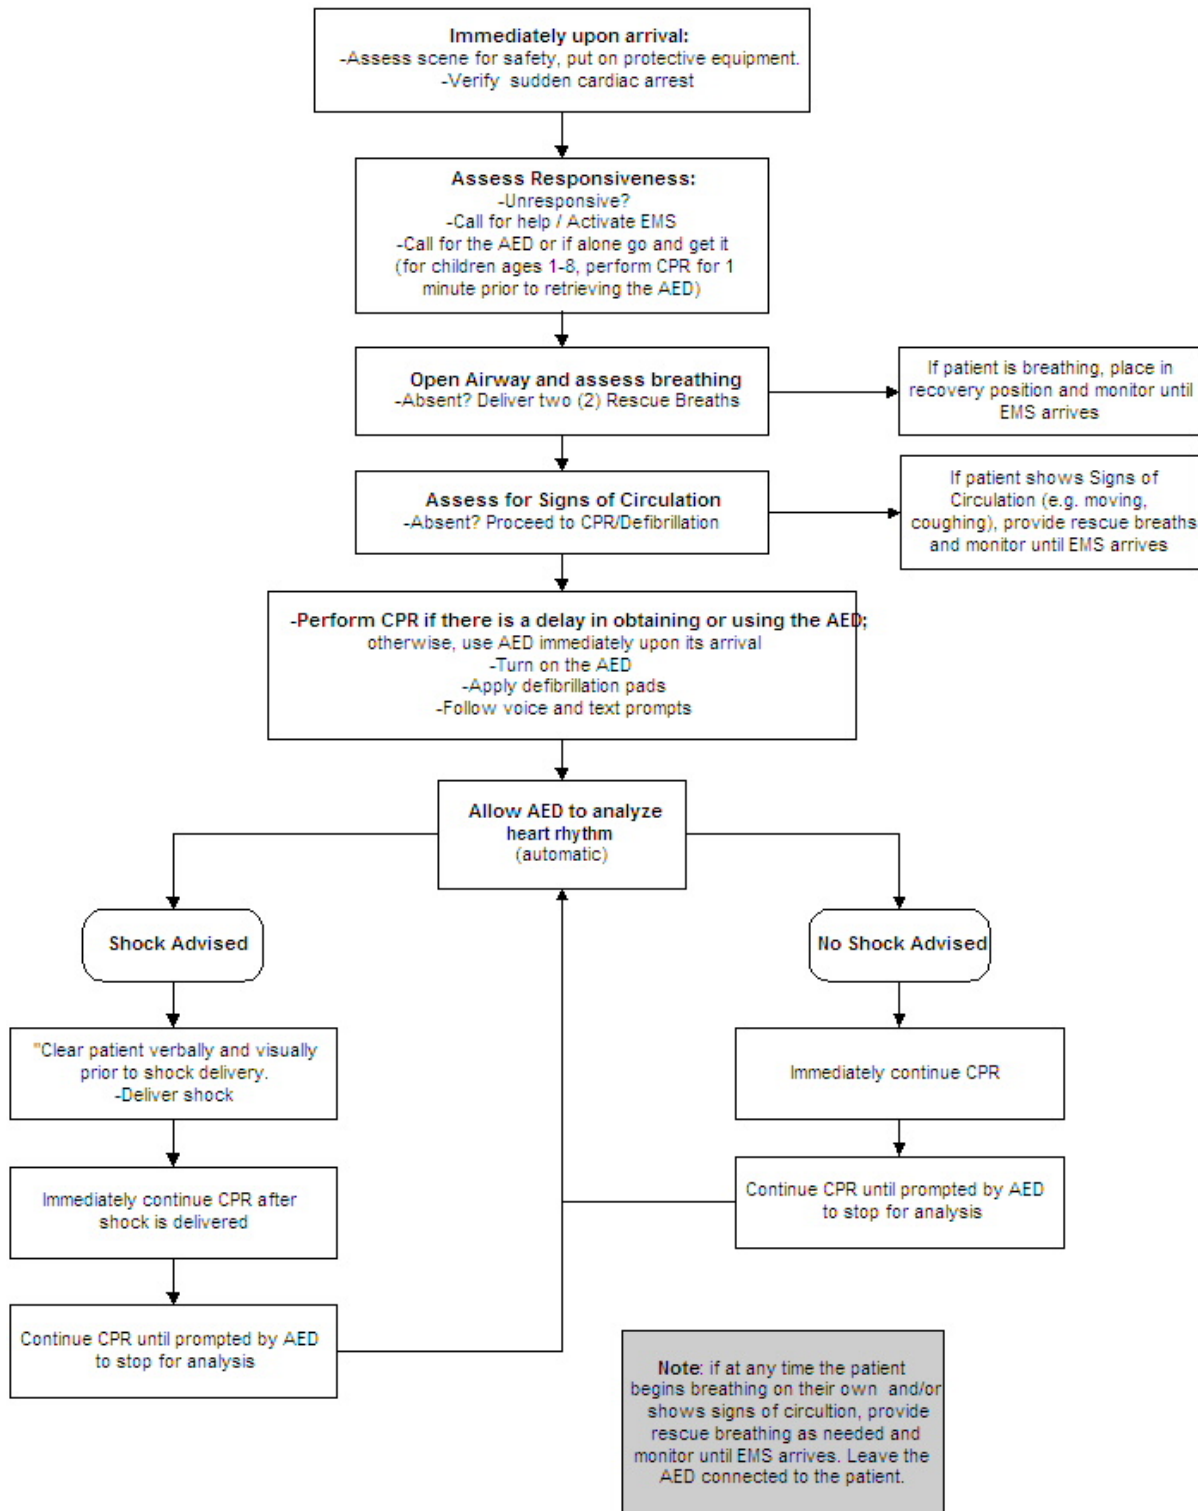 Immediately upon arrival:
-Assess scene for safety, put on protective equipment.
-Verify sudden cardiac arrest
Assess Responsiveness:
-Unresponsive?
-Call for help / Activate EMS
-Call for the AED or if alone go and get it
(for children ages 1-8, perform CPR for 1
minute prior to retrieving the AED)
Open Airway and assess breathing
-Absent? Deliver two (2) Rescue Breaths
If patient is breathing, place in
recovery position and monitor until
EMS arrives
Assess for Signs of Circulation
-Absent? Proceed to CPR/Defibrillation
If patient shows Signs of
Circulation (e.g. moving,
coughing), provide rescue breaths
and monitor until EMS arrives
-Perform CPR if there is a delay in obtaining or using the AED;
otherwise, use AED immediately upon its arrival
-Turn on the AED
-Apply defibrillation pads
-Follow voice and text prompts
Allow AED to analyze
heart rhythm
(automatic)
Shock Advised
No Shock Advised
"Clear patient verbally and visually
prior to shock delivery.
-Deliver shock
Immediately continue CPR
Immediately continue CPR after
shock is delivered
Continue CPR until prompted by AED
to stop for analysis
Continue CPR until prompted by AED
to stop for analysis
Note: if at any time the patient
begins breathing on their own and/or
shows signs of circultion, provide
rescue breathing as needed and
monitor until EMS arrives. Leave the
AED connected to the patient.